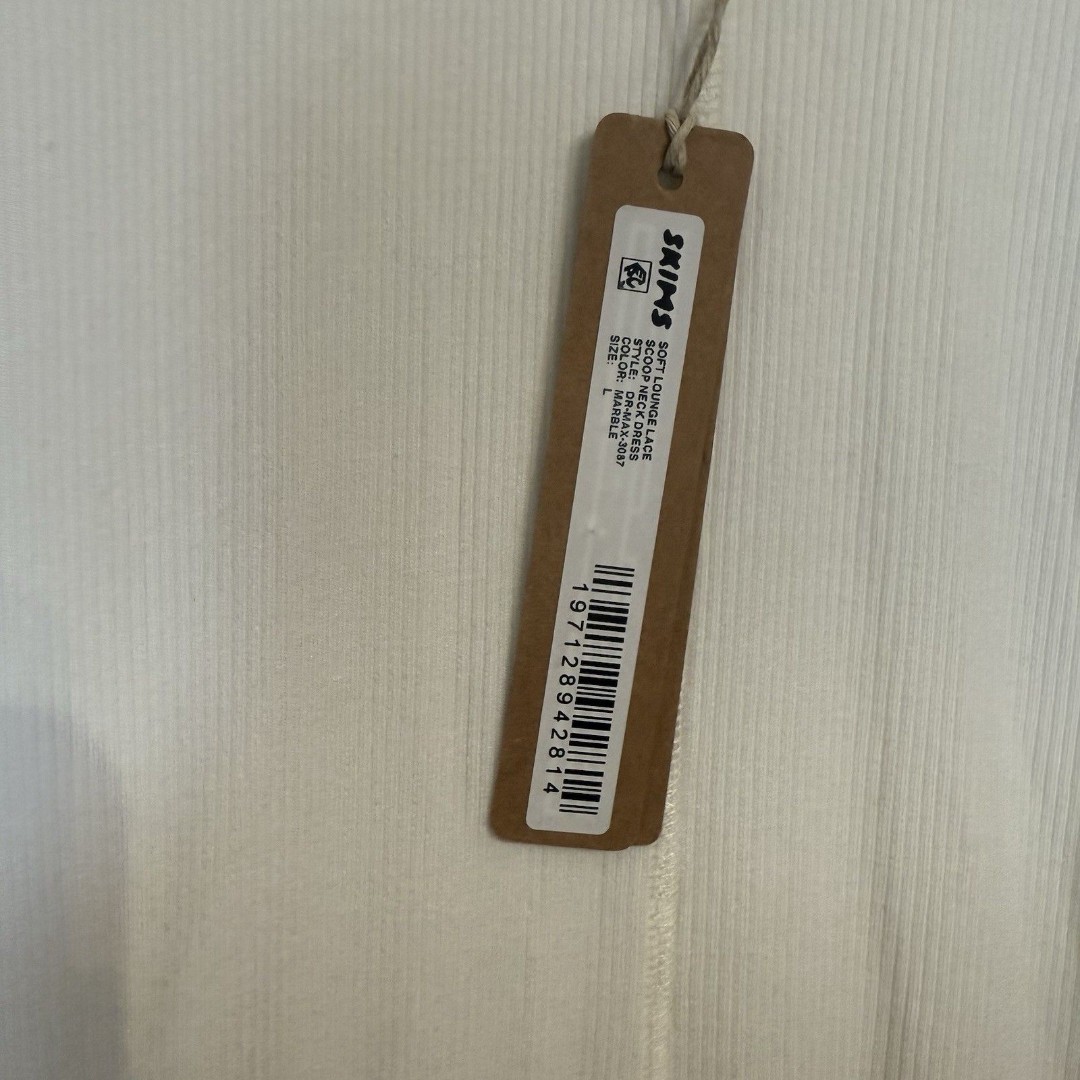 SKIMS
SOFT LOUNGE LACE
SCOOP NECK DRESS
STYLE: DR-MAX-3087
COLOR: MARBLE
SIZE: L
197128942814